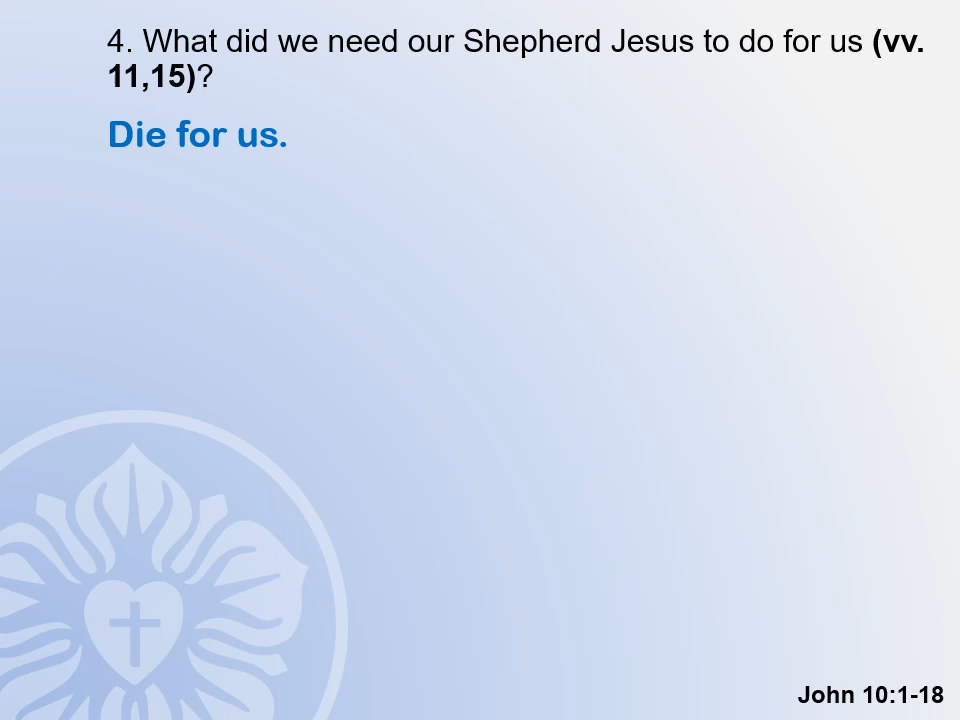 4. What did we need our Shepherd Jesus to do for us (vv.
11,15)?
Die for us.
John 10:1-18